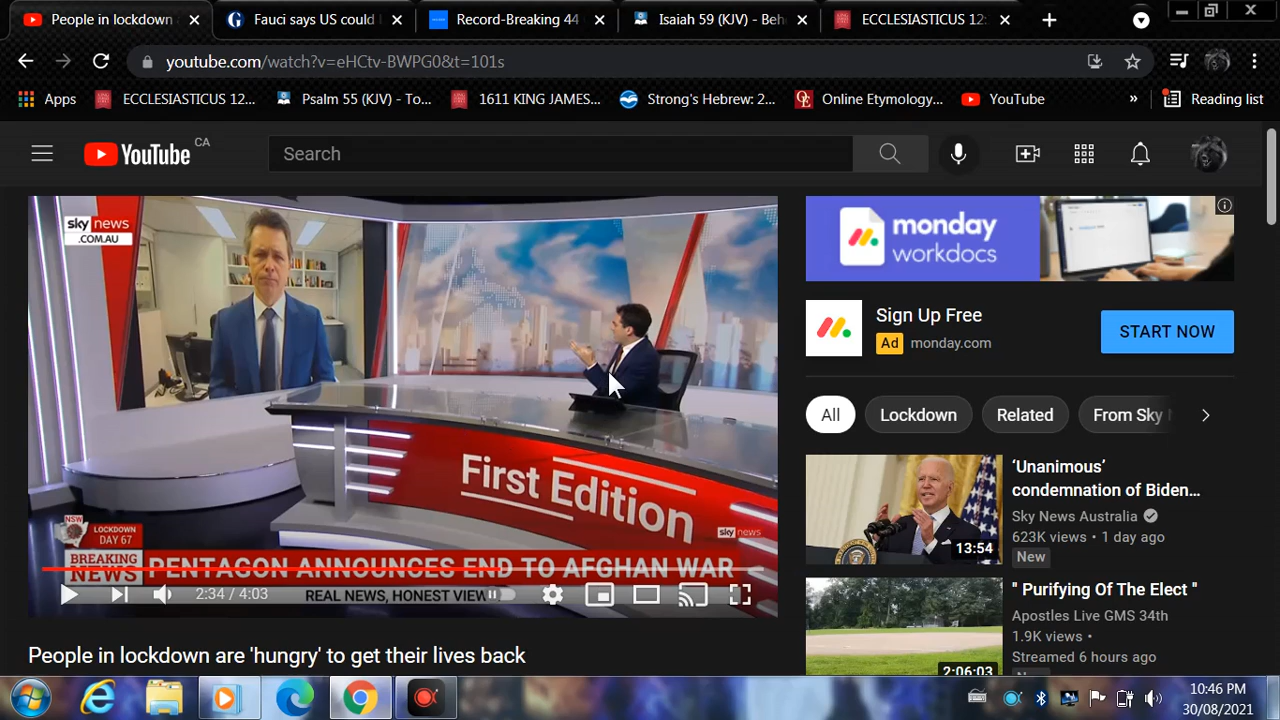 People in lockdown
Fauci says US could
Record-Breaking 44
Isaiah 59 (KJV) - Beh
ECCLESIASTICUS 12:
youtube.com/watch?v=eHCtv-BWPG0&t=101s
Apps
ECCLESIASTICUS 12...
Psalm 55 (KJV) - To...
1611 KING JAMES...
Strong's Hebrew: 2...
Online Etymology...
YouTube
»
Reading list
YouTube CA
Search
sky news
.COM.AU
First Edition
sky news
NSW
LOCKDOWN
DAY 67
BREAKING
NEWS
PENTAGON ANNOUNCES END TO AFGHAN WAR
2:34 / 4:03
REAL NEWS, HONEST VIEW
People in lockdown are 'hungry' to get their lives back
monday
workdocs
Sign Up Free
Ad monday.com
START NOW
All
Lockdown
Related
From Sky
‘Unanimous’
condemnation of Biden...
Sky News Australia
623K views • 1 day ago
New
13:54
" Purifying Of The Elect "
Apostles Live GMS 34th
1.9K views •
Streamed 6 hours ago
2:06:03
10:46 PM
30/08/2021